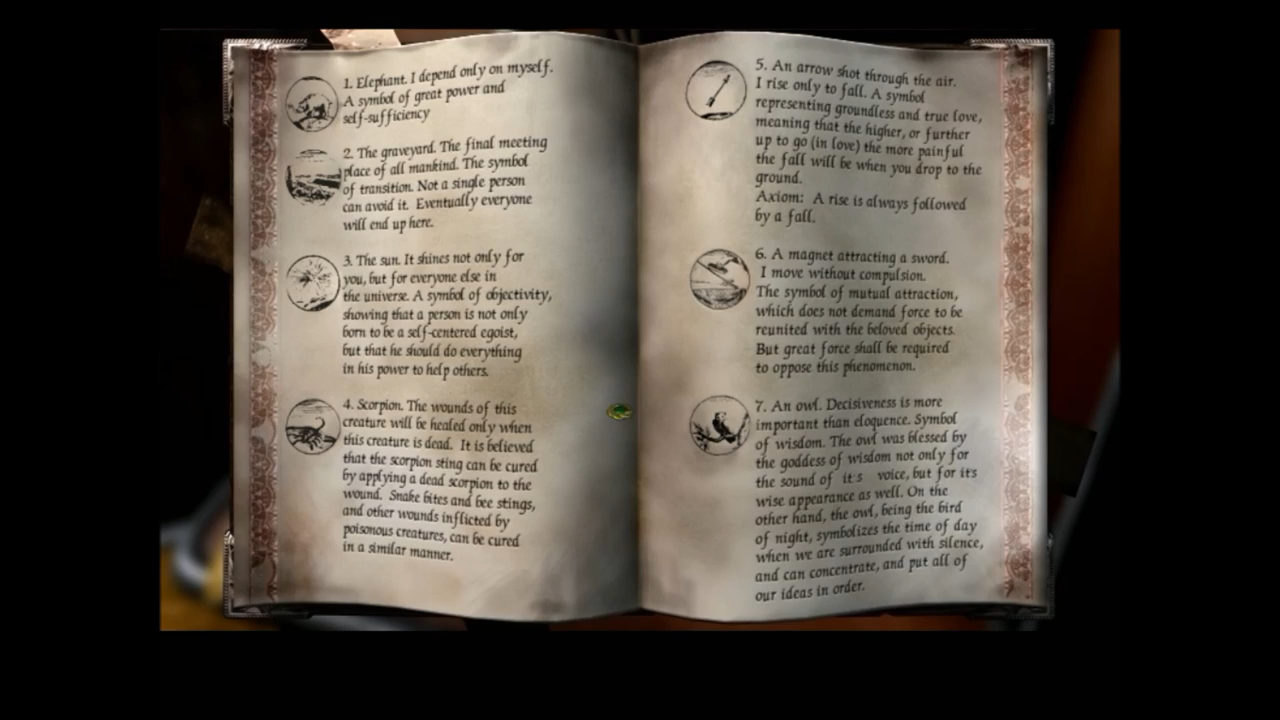 1. Elephant. I depend only on myself.
A symbol of great power and
self-sufficiency
2. The graveyard. The final meeting
place of all mankind. The symbol
of transition. Not a single person
can avoid it. Eventually everyone
will end up here.
3. The sun. It shines not only for
you, but for everyone else in
the universe. A symbol of objectivity,
showing that a person is not only
born to be a self-centered egoist,
but that he should do everything
in his power to help others.
4. Scorpion. The wounds of this
creature will be healed only when
this creature is dead. It is believed
that the scorpion sting can be cured
by applying a dead scorpion to the
wound. Snake bites and bee stings,
and other wounds inflicted by
poisonous creatures, can be cured
in a similar manner.
5. An arrow shot through the air.
I rise only to fall. A symbol
representing groundless and true love,
meaning that the higher, or further
up to go (in love) the more painful
the fall will be when you drop to the
ground.
Axiom: A rise is always followed
by a fall.
6. A magnet attracting a sword.
I move without compulsion.
The symbol of mutual attraction,
which does not demand force to be
reunited with the beloved objects.
But great force shall be required
to oppose this phenomenon.
7. An owl. Decisiveness is more
important than eloquence. Symbol
of wisdom. The owl was blessed by
the goddess of wisdom not only for
the sound of it's voice, but for it's
wise appearance as well. On the
other hand, the owl, being the bird
of night, symbolizes the time of day
when we are surrounded with silence,
and can concentrate, and put all of
our ideas in order.